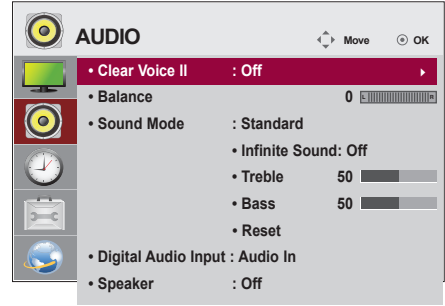 AUDIO
Move
OK
• Clear Voice II : Off
• Balance 0 L R
• Sound Mode : Standard
• Infinite Sound: Off
• Treble 50
• Bass 50
• Reset
• Digital Audio Input : Audio In
• Speaker : Off